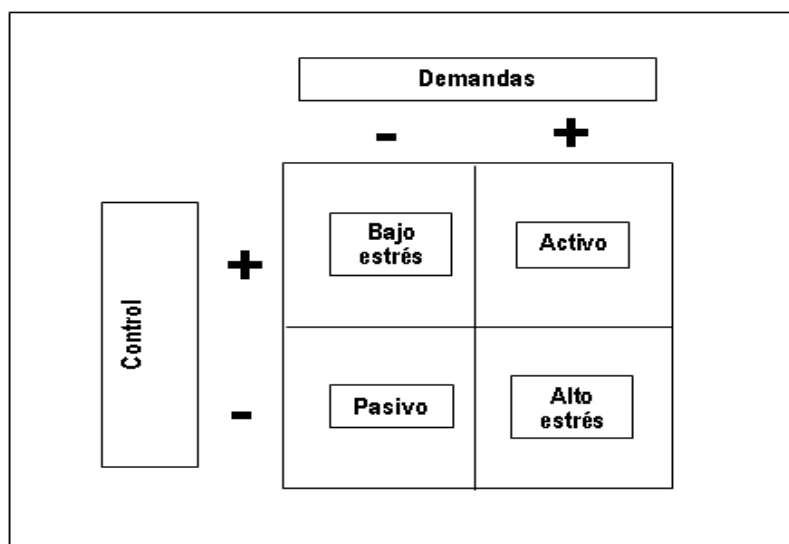 Demandas
- +
Control
+
Bajo
estrés
Activo
-
Pasivo
Alto
estrés